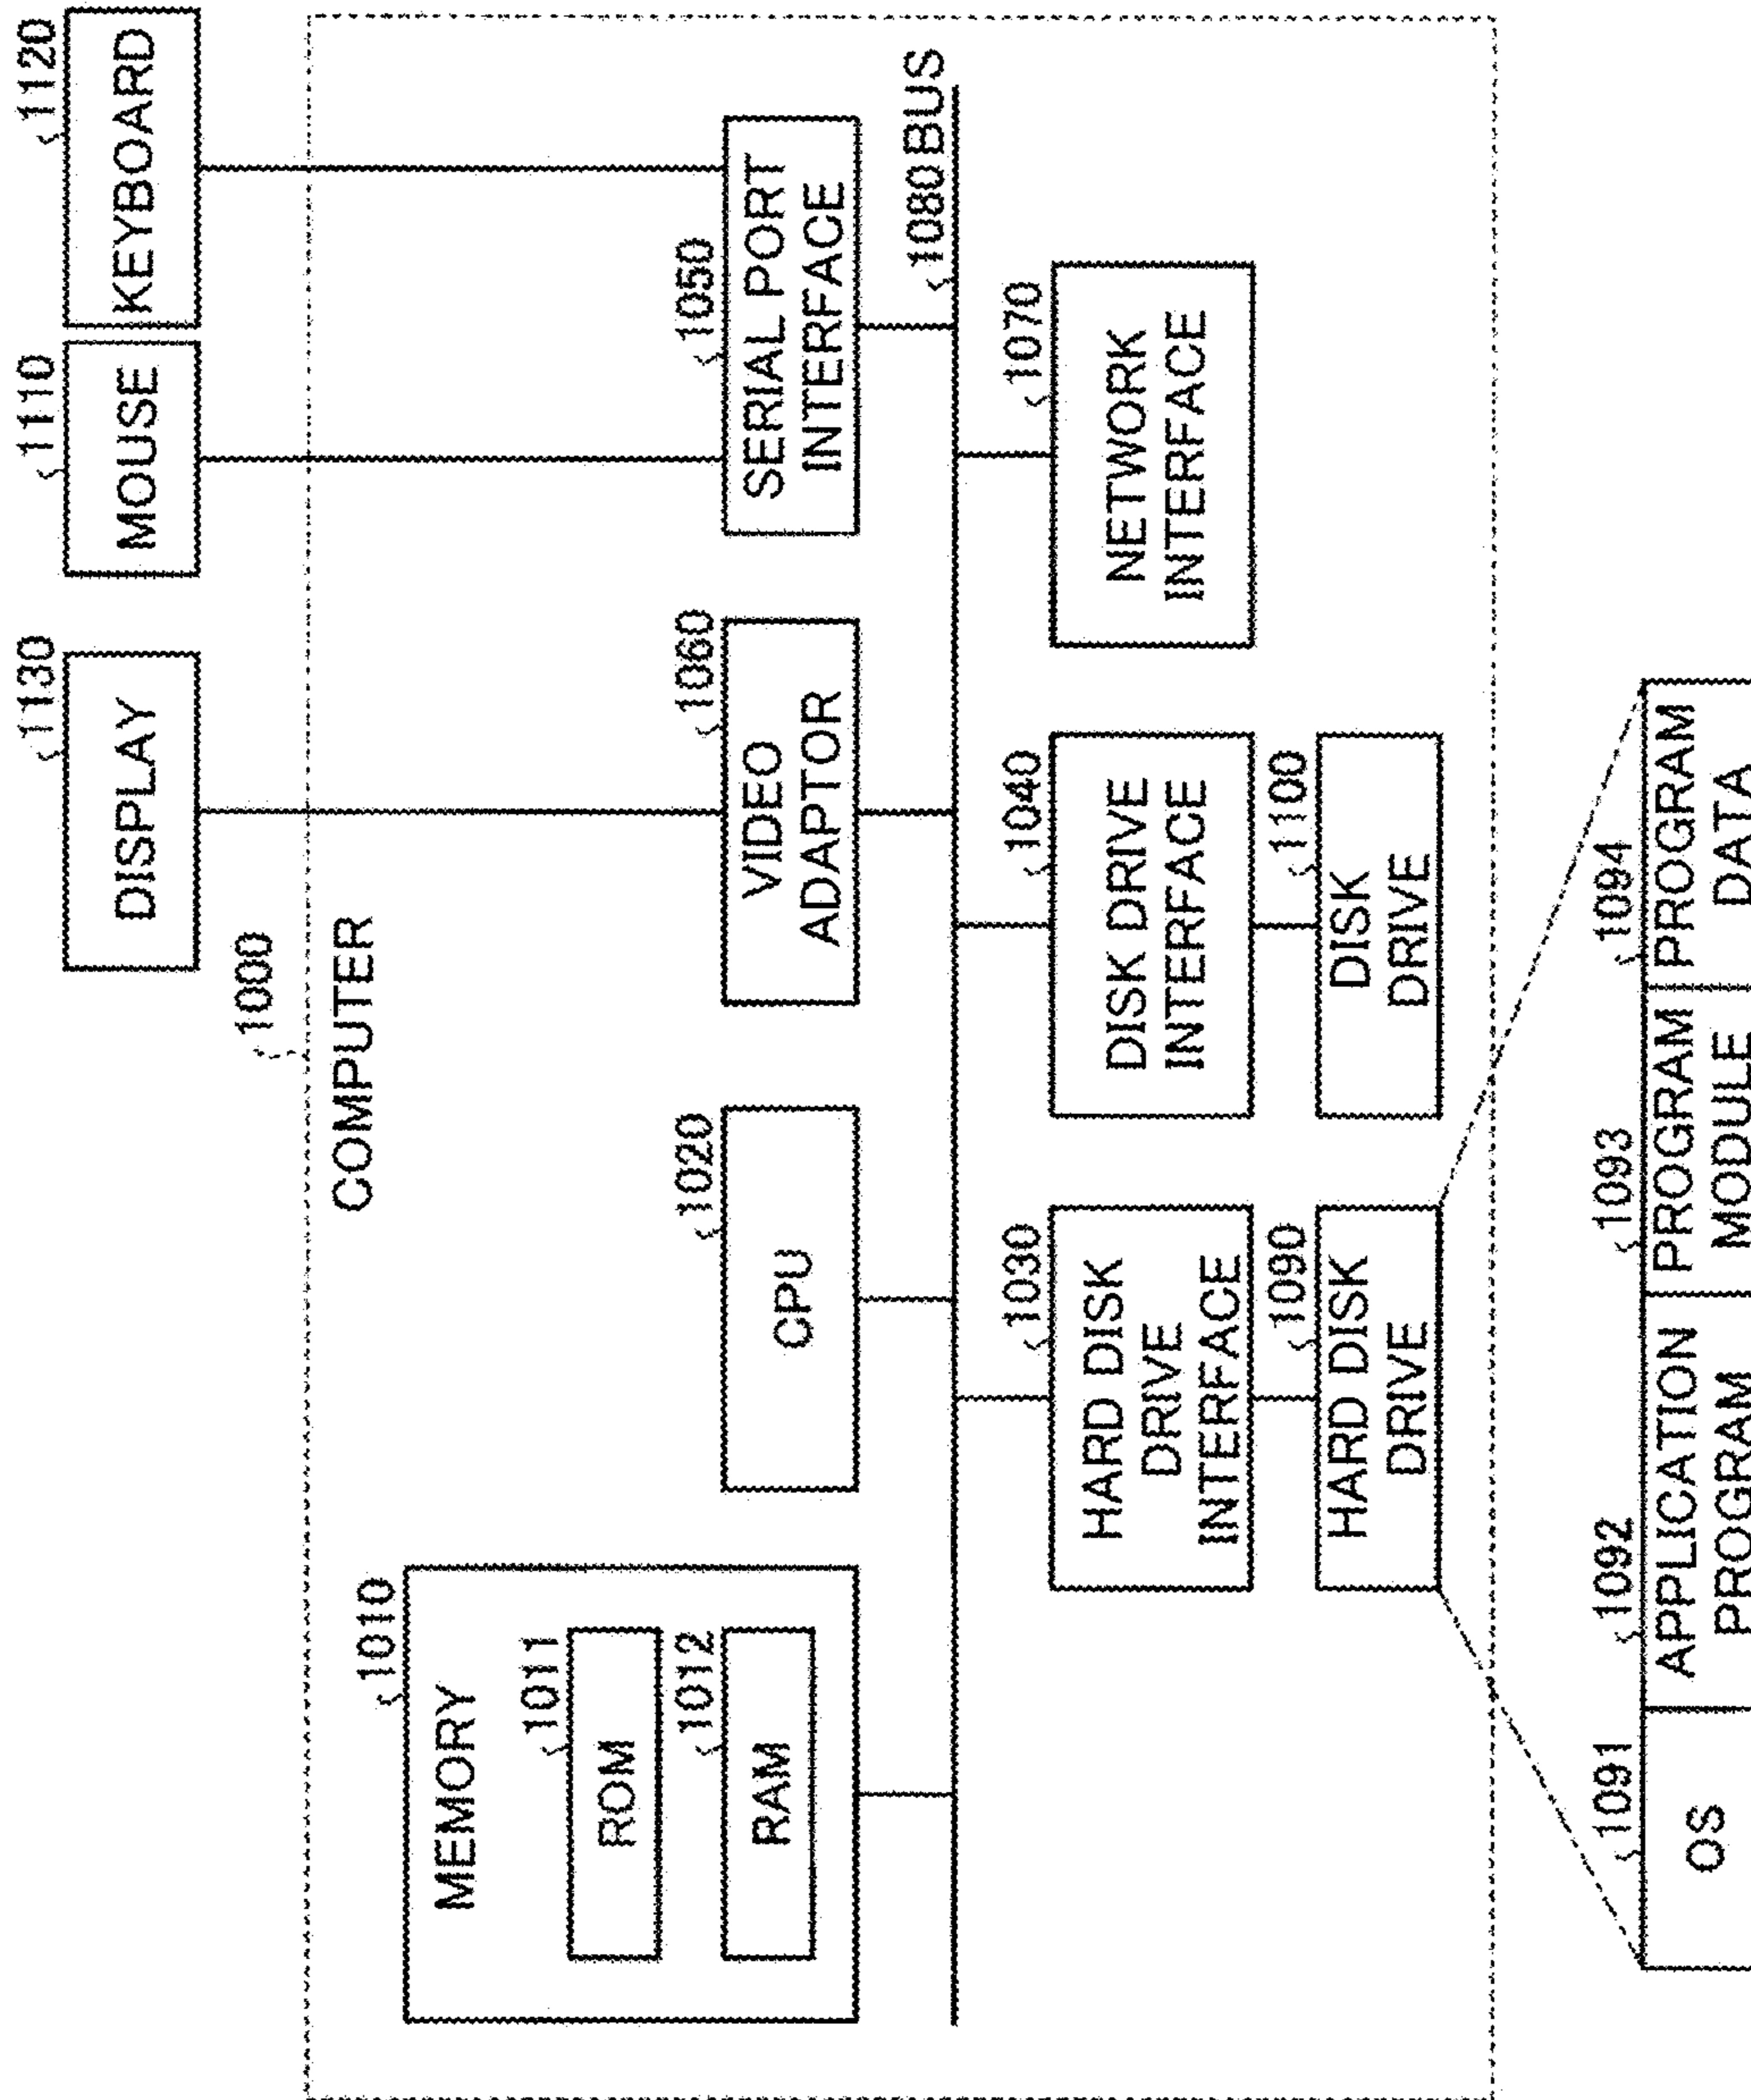 1130
DISPLAY
1110
MOUSE
1120
KEYBOARD
1000
COMPUTER
1010
MEMORY
1011
ROM
1012
RAM
1020
CPU
1060
VIDEO
ADAPTOR
1050
SERIAL PORT
INTERFACE
1080 BUS
1030
HARD DISK
DRIVE
INTERFACE
1040
DISK DRIVE
INTERFACE
1070
NETWORK
INTERFACE
1090
HARD DISK
DRIVE
1100
DISK
DRIVE
1091
OS
1092
APPLICATION
PROGRAM
1093
PROGRAM
MODULE
1094
PROGRAM
DATA